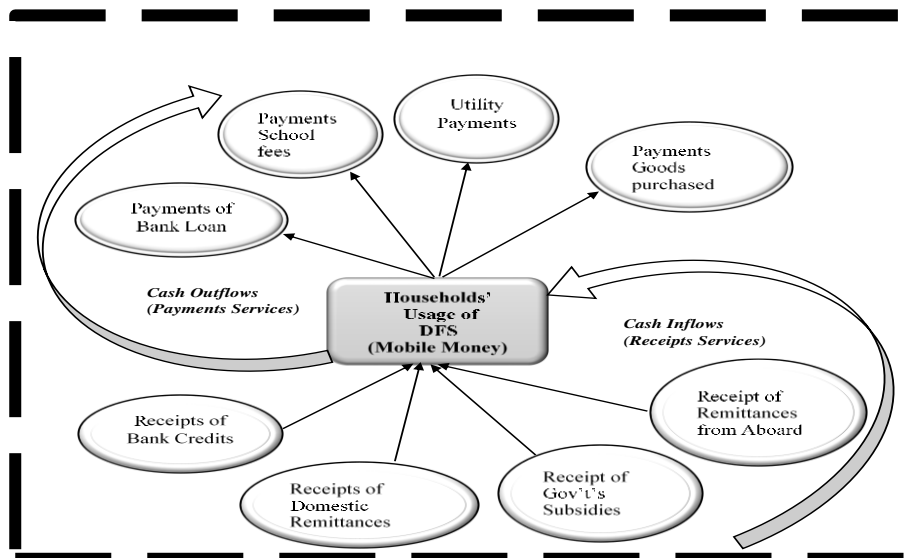 Payments
School
fees
Utility
Payments
Payments
Goods
purchased
Payments of
Bank Loan
Cash Outflows
(Payments Services)
Households'
Usage of
DFS
(Mobile Money)
Cash Inflows
(Receipts Services)
Receipts of
Bank Credits
Receipts of
Domestic
Remittances
Receipt of
Gov't's
Subsidies
Receipt of
Remittances
from Aboard